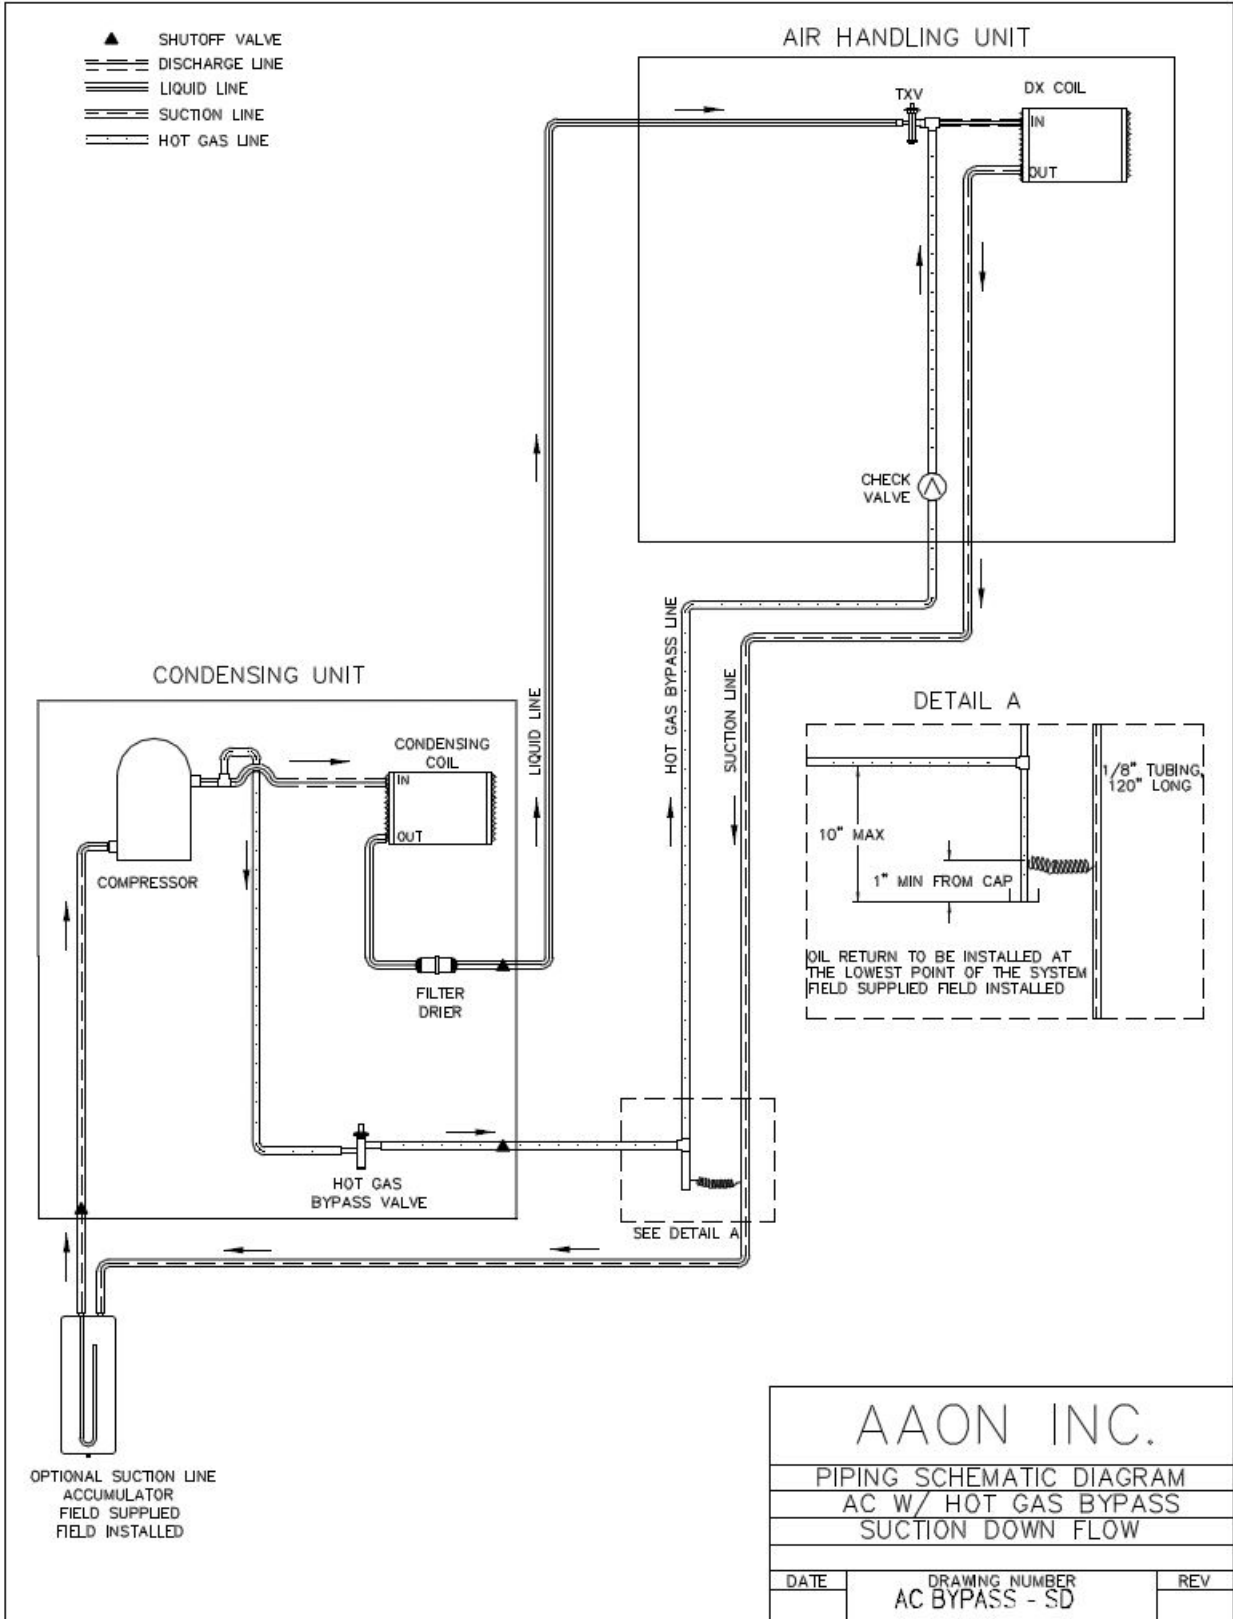 SHUTOFF VALVE
DISCHARGE LINE
LIQUID LINE
SUCTION LINE
HOT GAS LINE
AIR HANDLING UNIT
TXV
DX COIL
IN
OUT
CHECK
VALVE
CONDENSING UNIT
CONDENSING
COIL
IN
OUT
COMPRESSOR
FILTER
DRIER
LIQUID LINE
HOT GAS BYPASS LINE
SUCTION LINE
HOT GAS
BYPASS VALVE
SEE DETAIL A
DETAIL A
1/8" TUBING,
120" LONG
10" MAX
1" MIN FROM CAP
OIL RETURN TO BE INSTALLED AT
THE LOWEST POINT OF THE SYSTEM
FIELD SUPPLIED FIELD INSTALLED
OPTIONAL SUCTION LINE
ACCUMULATOR
FIELD SUPPLIED
FIELD INSTALLED
AAON INC.
PIPING SCHEMATIC DIAGRAM
AC W/ HOT GAS BYPASS
SUCTION DOWN FLOW
DATE
DRAWING NUMBER
REV
AC BYPASS - SD